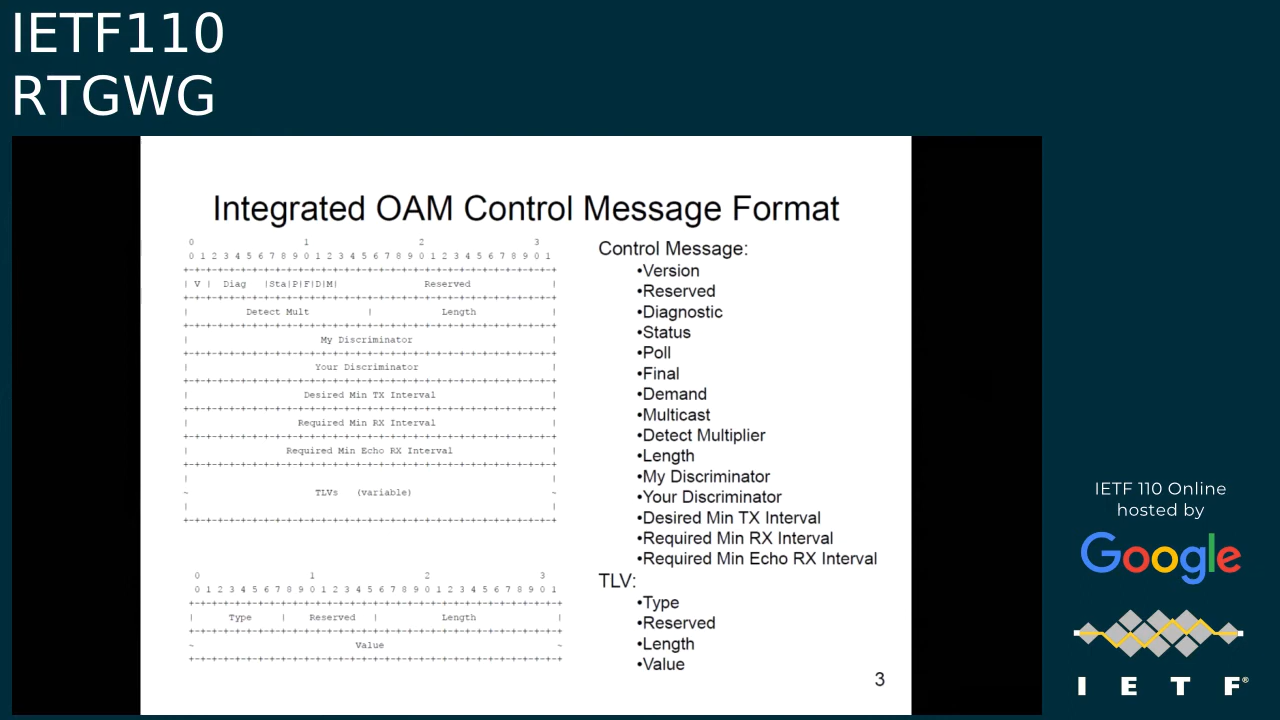 IETF110
RTGWG
Integrated OAM Control Message Format
0                   1                   2                   3
0 1 2 3 4 5 6 7 8 9 0 1 2 3 4 5 6 7 8 9 0 1 2 3 4 5 6 7 8 9 0 1
+-+-+-+-+-+-+-+-+-+-+-+-+-+-+-+-+-+-+-+-+-+-+-+-+-+-+-+-+-+-+-+-+
| V | Diag |Sta|P|F|D|M| Reserved |
+-+-+-+-+-+-+-+-+-+-+-+-+-+-+-+-+-+-+-+-+-+-+-+-+-+-+-+-+-+-+-+-+
| Detect Mult | Length |
+-+-+-+-+-+-+-+-+-+-+-+-+-+-+-+-+-+-+-+-+-+-+-+-+-+-+-+-+-+-+-+-+
| My Discriminator |
+-+-+-+-+-+-+-+-+-+-+-+-+-+-+-+-+-+-+-+-+-+-+-+-+-+-+-+-+-+-+-+-+
| Your Discriminator |
+-+-+-+-+-+-+-+-+-+-+-+-+-+-+-+-+-+-+-+-+-+-+-+-+-+-+-+-+-+-+-+-+
| Desired Min TX Interval |
+-+-+-+-+-+-+-+-+-+-+-+-+-+-+-+-+-+-+-+-+-+-+-+-+-+-+-+-+-+-+-+-+
| Required Min RX Interval |
+-+-+-+-+-+-+-+-+-+-+-+-+-+-+-+-+-+-+-+-+-+-+-+-+-+-+-+-+-+-+-+-+
| Required Min Echo RX Interval |
+-+-+-+-+-+-+-+-+-+-+-+-+-+-+-+-+-+-+-+-+-+-+-+-+-+-+-+-+-+-+-+-+
| |
~ TLVs (variable) ~
| |
+-+-+-+-+-+-+-+-+-+-+-+-+-+-+-+-+-+-+-+-+-+-+-+-+-+-+-+-+-+-+-+-+
0                   1                   2                   3
0 1 2 3 4 5 6 7 8 9 0 1 2 3 4 5 6 7 8 9 0 1 2 3 4 5 6 7 8 9 0 1
+-+-+-+-+-+-+-+-+-+-+-+-+-+-+-+-+-+-+-+-+-+-+-+-+-+-+-+-+-+-+-+-+
| Type | Reserved | Length |
+-+-+-+-+-+-+-+-+-+-+-+-+-+-+-+-+-+-+-+-+-+-+-+-+-+-+-+-+-+-+-+-+
~ Value ~
+-+-+-+-+-+-+-+-+-+-+-+-+-+-+-+-+-+-+-+-+-+-+-+-+-+-+-+-+-+-+-+-+
Control Message:
•Version
•Reserved
•Diagnostic
•Status
•Poll
•Final
•Demand
•Multicast
•Detect Multiplier
•Length
•My Discriminator
•Your Discriminator
•Desired Min TX Interval
•Required Min RX Interval
•Required Min Echo RX Interval
TLV:
•Type
•Reserved
•Length
•Value
3
IETF 110 Online
hosted by
Google
I E T F®